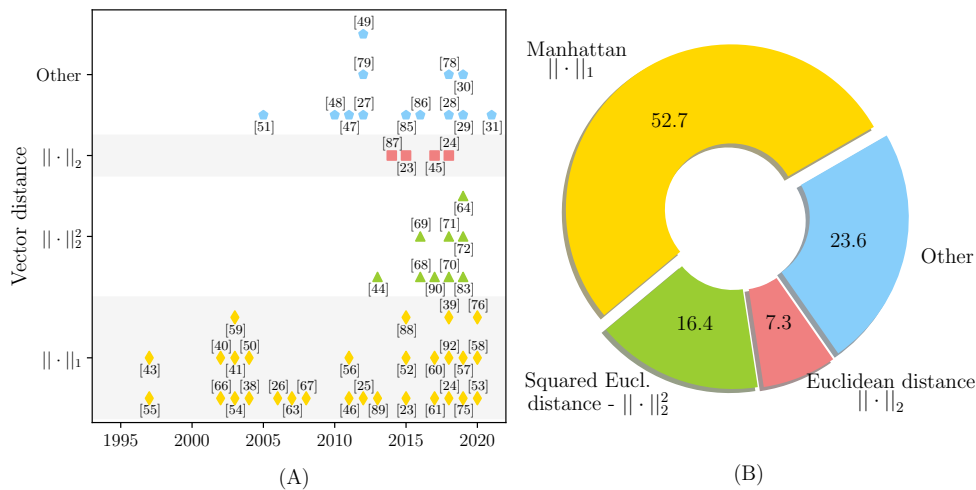 [49]
[79] [78]
[30]
Other
[48] [27] [86] [28]
[51] [47] [85] [29] [31]
[87] [24]
|| · ||₂
[23] [45]
[64]
[69] [71]
|| · ||₂²
[72]
[68] [70]
[44] [90] [83]
[39] [76]
[59] [88]
[40] [50] [92] [58]
|| · ||₁
[43] [41] [56] [52] [60] [57]
[66] [38] [26] [67] [25] [24] [53]
[55] [54] [63] [46] [89] [23] [61] [75]
Vector distance
1995 2000 2005 2010 2015 2020
(A)
Manhattan
|| · ||₁
52.7
23.6
Other
16.4
7.3
Squared Eucl.
distance - || · ||₂²
Euclidean distance
|| · ||₂
(B)